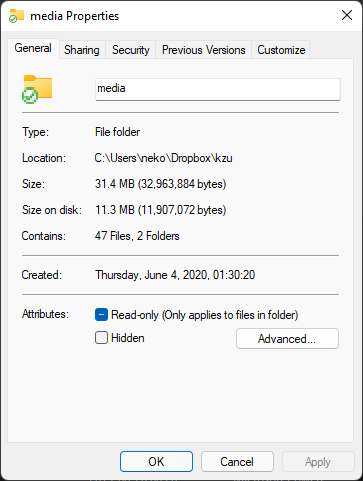 media Properties
General Sharing Security Previous Versions Customize
media
Type: File folder
Location: C:\Users\neko\Dropbox\kzu
Size: 31.4 MB (32,963,884 bytes)
Size on disk: 11.3 MB (11,907,072 bytes)
Contains: 47 Files, 2 Folders
Created: Thursday, June 4, 2020, 01:30:20
Attributes: Read-only (Only applies to files in folder)
Hidden Advanced...
OK Cancel Apply